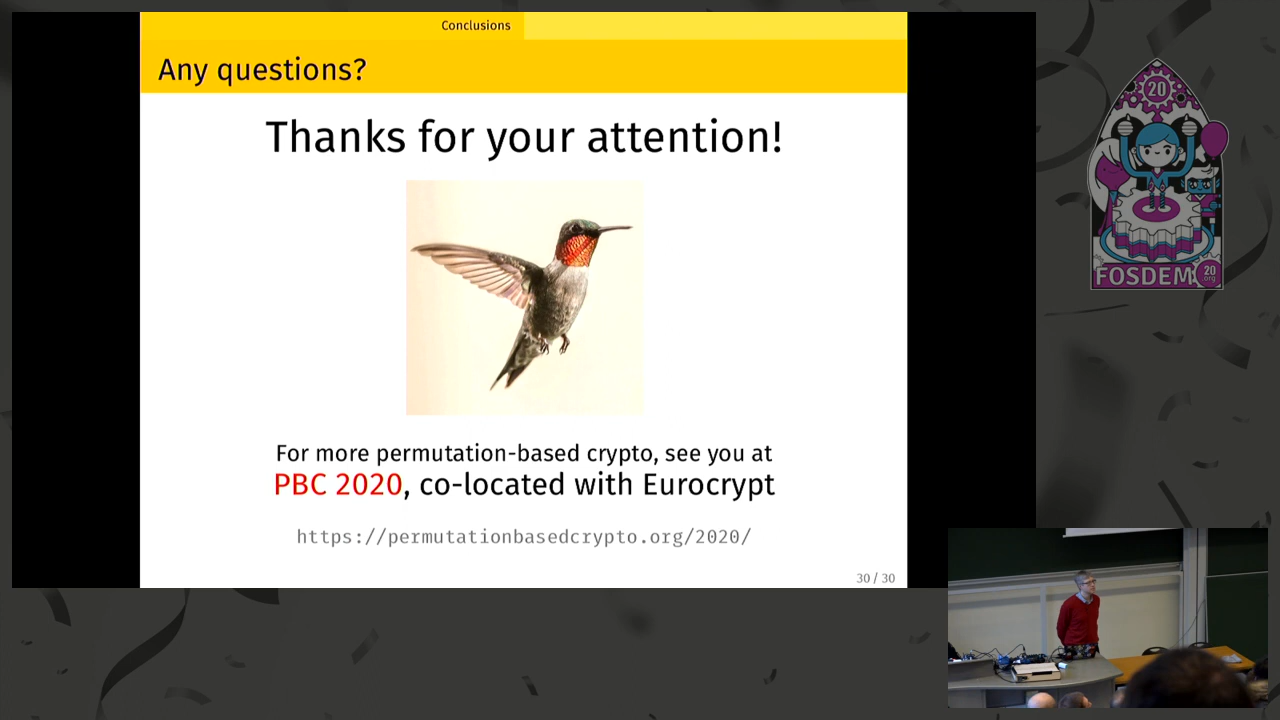 Conclusions
Any questions?
Thanks for your attention!
For more permutation-based crypto, see you at
PBC 2020, co-located with Eurocrypt
https://permutationbasedcrypto.org/2020/
30 / 30
20
FOSDEM
20
org